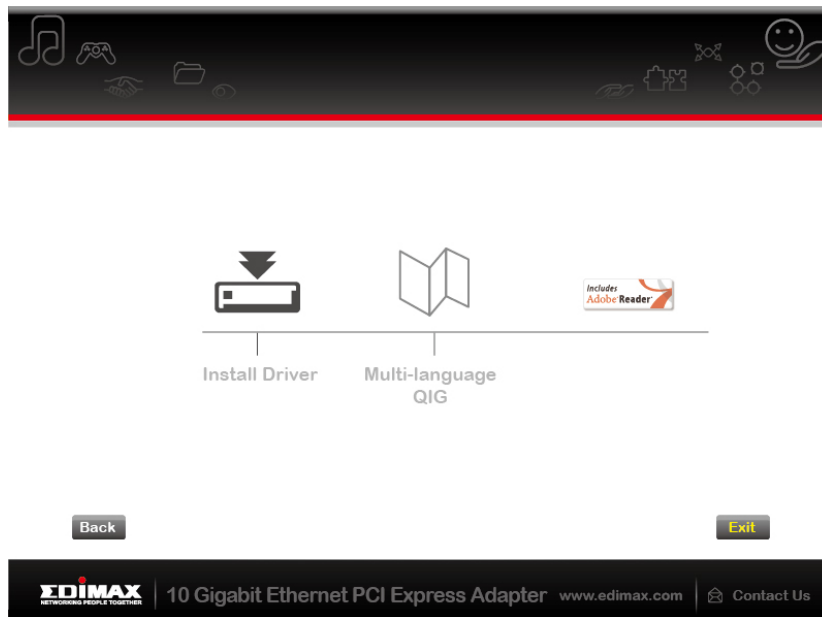 Includes
Adobe Reader
Install Driver
Multi-language
QIG
Back
Exit
EDIMAX
NETWORKING PEOPLE TOGETHER
10 Gigabit Ethernet PCI Express Adapter
www.edimax.com
Contact Us